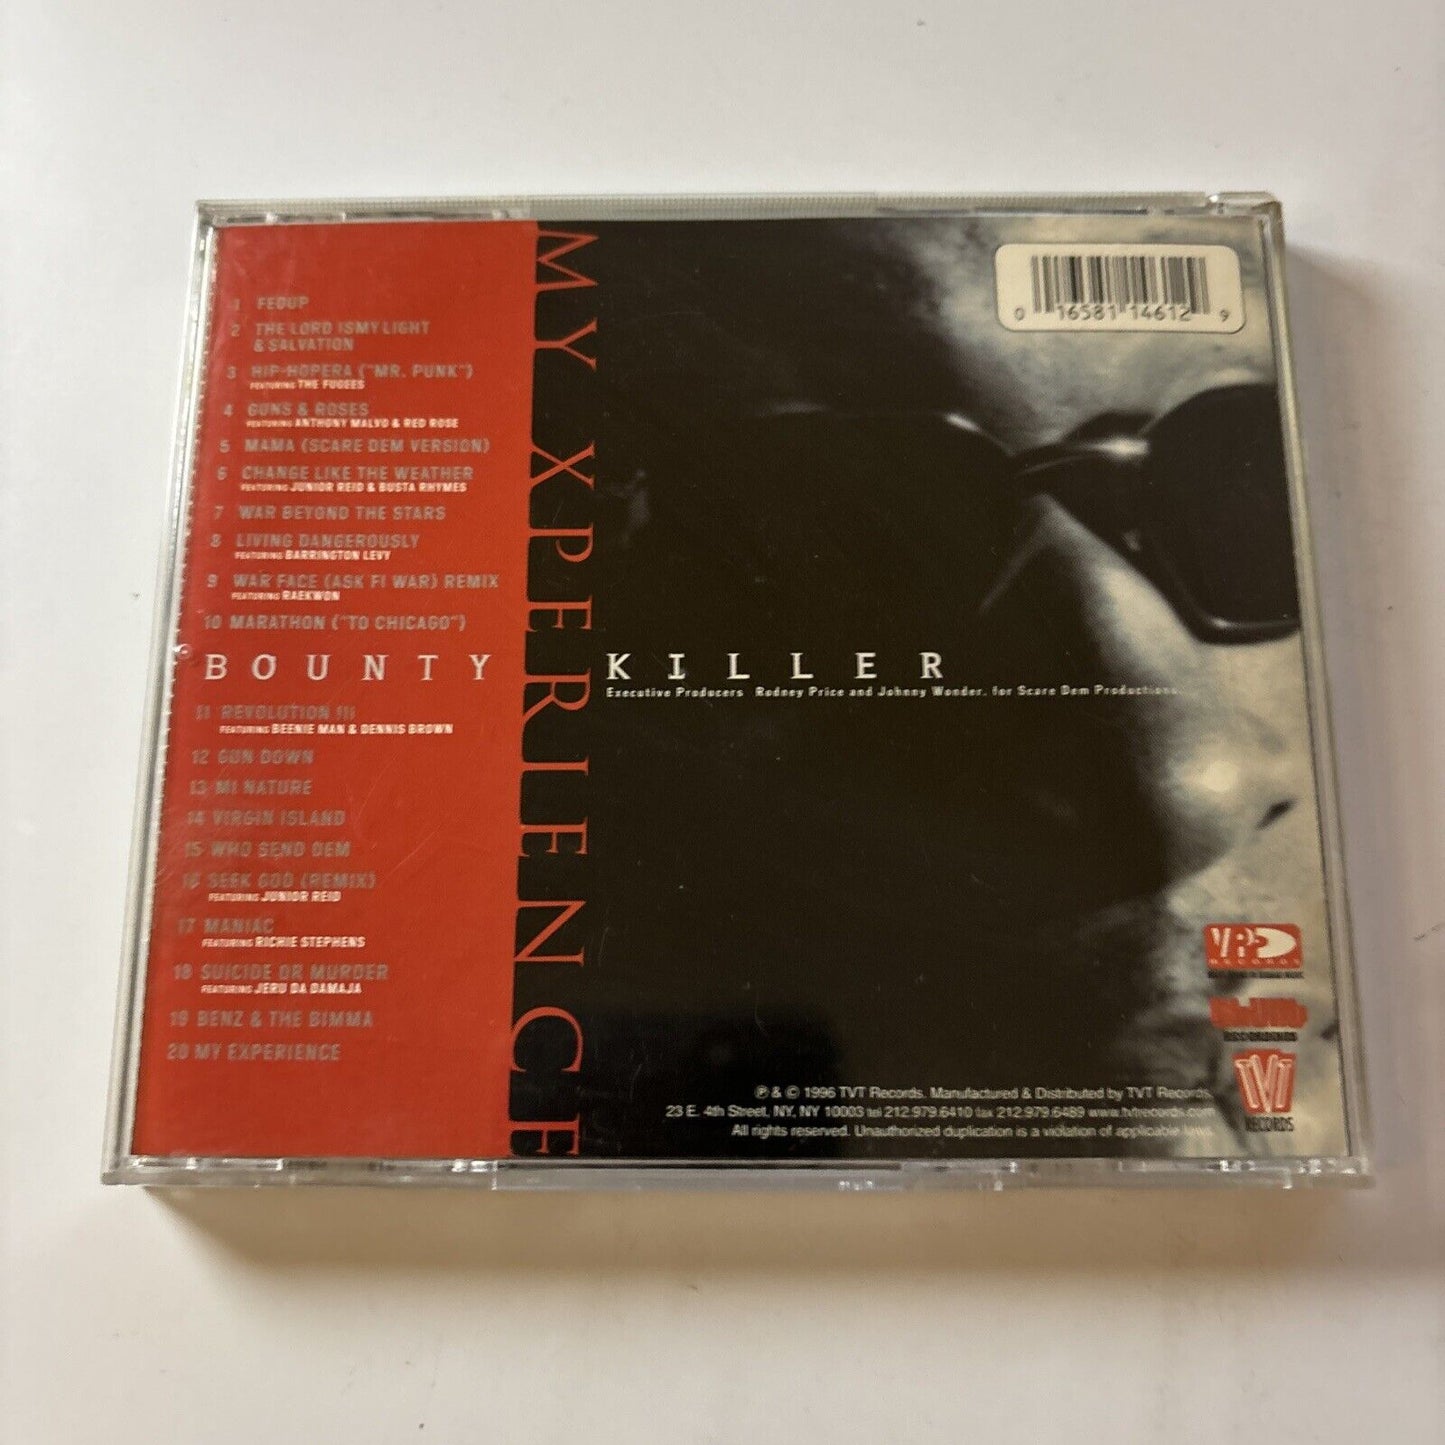 1 FEDUP
2 THE LORD ISMY LIGHT
& SALVATION
3 HIP-HOPERA ("MR. PUNK")
FEATURING THE FUGEES
4 GUNS & ROSES
FEATURING ANTHONY MALVO & RED ROSE
5 MAMA (SCARE DEM VERSION)
6 CHANGE LIKE THE WEATHER
FEATURING JUNIOR REID & BUSTA RHYMES
7 WAR BEYOND THE STARS
8 LIVING DANGEROUSLY
FEATURING BARRINGTON LEVY
9 WAR FACE (ASK FI WAR) REMIX
FEATURING RAEKWON
10 MARATHON ("TO CHICAGO")
BOUNTY KILLER
Executive Producers Rodney Price and Johnny Wonder, for Scare Dem Productions.
11 REVOLUTION III
FEATURING BEENIE MAN & DENNIS BROWN
12 GUN DOWN
13 MI NATURE
14 VIRGIN ISLAND
15 WHO SEND DEM
16 SEEK GOD (REMIX)
FEATURING JUNIOR REID
17 MANIAC
FEATURING RICHIE STEPHENS
18 SUICIDE OR MURDER
FEATURING JERU DA DAMAJA
19 BENZ & THE BIMMA
20 MY EXPERIENCE
MY XPERIENCE
0 16581 14612 9
VP
RECORDS
RECORDINGS
TVT
RECORDS
℗ & © 1996 TVT Records. Manufactured & Distributed by TVT Records.
23 E. 4th Street, NY, NY 10003 tel 212.979.6410 fax 212.979.6489 www.tvtrecords.com
All rights reserved. Unauthorized duplication is a violation of applicable laws.